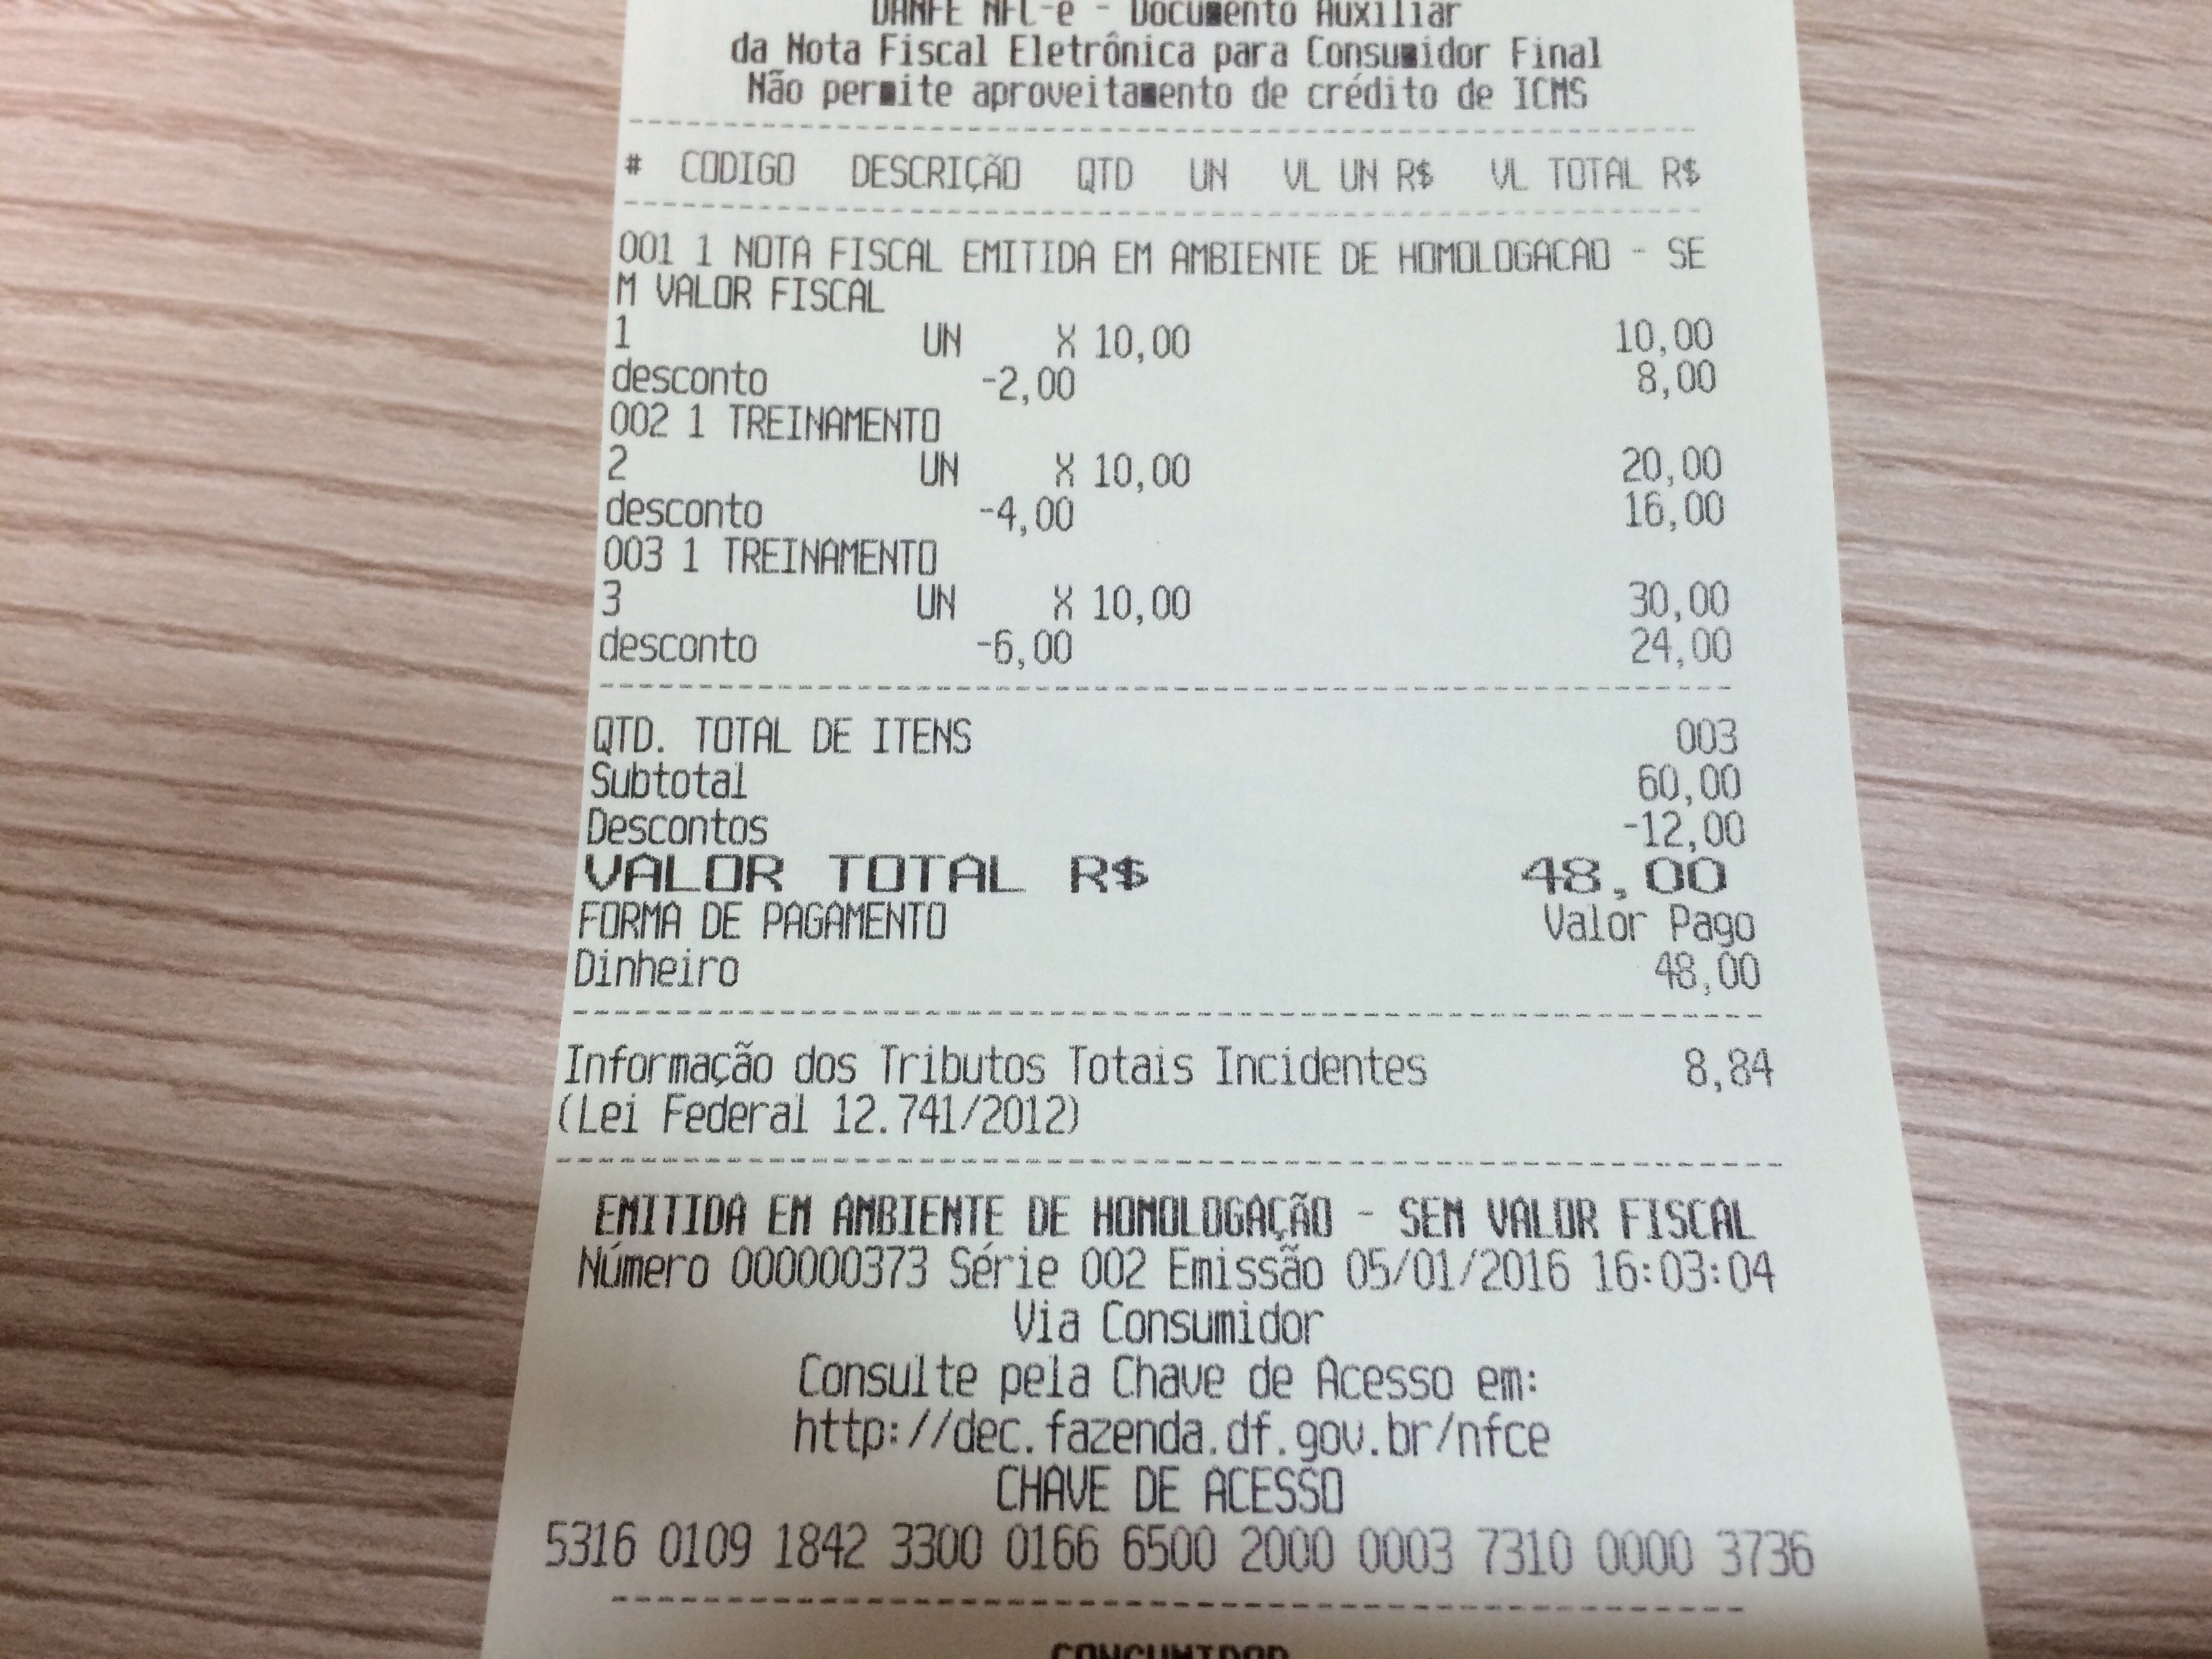 DANFE NFC-e - Documento Auxiliar
da Nota Fiscal Eletrônica para Consumidor Final
Não permite aproveitamento de crédito de ICMS
# CODIGO DESCRIÇÃO QTD UN VL UN R$ VL TOTAL R$
001 1 NOTA FISCAL EMITIDA EM AMBIENTE DE HOMOLOGACAO - SE
M VALOR FISCAL
1 UN X 10,00 10,00
desconto -2,00 8,00
002 1 TREINAMENTO
2 UN X 10,00 20,00
desconto -4,00 16,00
003 1 TREINAMENTO
3 UN X 10,00 30,00
desconto -6,00 24,00
QTD. TOTAL DE ITENS 003
Subtotal 60,00
Descontos -12,00
VALOR TOTAL R$ 48,00
FORMA DE PAGAMENTO Valor Pago
Dinheiro 48,00
Informação dos Tributos Totais Incidentes 8,84
(Lei Federal 12.741/2012)
EMITIDA EM AMBIENTE DE HOMOLOGAÇÃO - SEM VALOR FISCAL
Número 000000373 Série 002 Emissão 05/01/2016 16:03:04
Via Consumidor
Consulte pela Chave de Acesso em:
http://dec.fazenda.df.gov.br/nfce
CHAVE DE ACESSO
5316 0109 1842 3300 0166 6500 2000 0003 7310 0000 3736
CONSUMIDOR